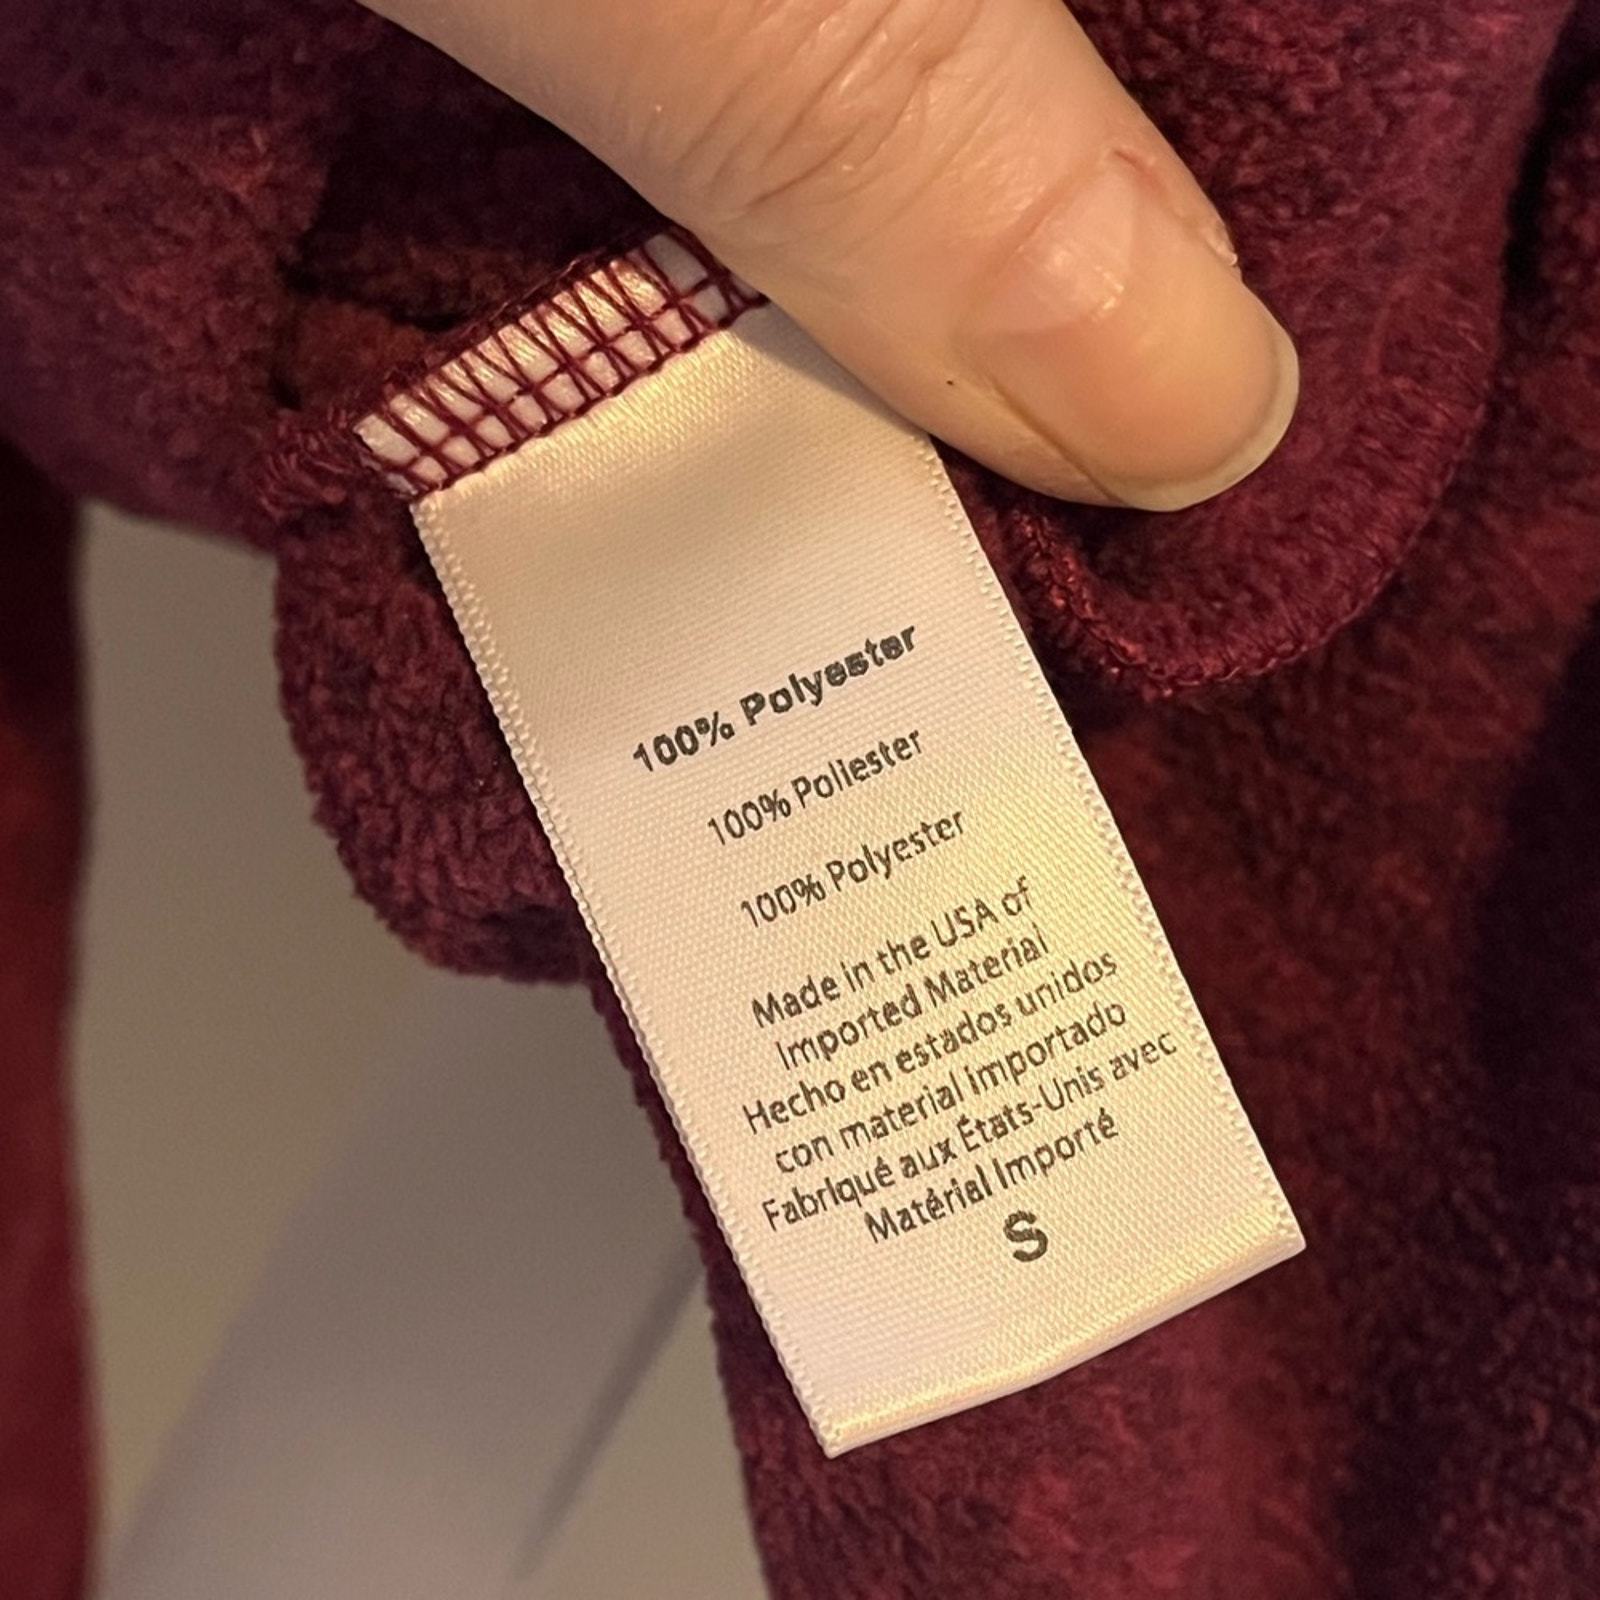 100% Polyester
100% Poliester
100% Polyester
Made in the USA of
Imported Material
Hecho en estados unidos
con material importado
Fabriqué aux États-Unis avec
Matérial Importé
S